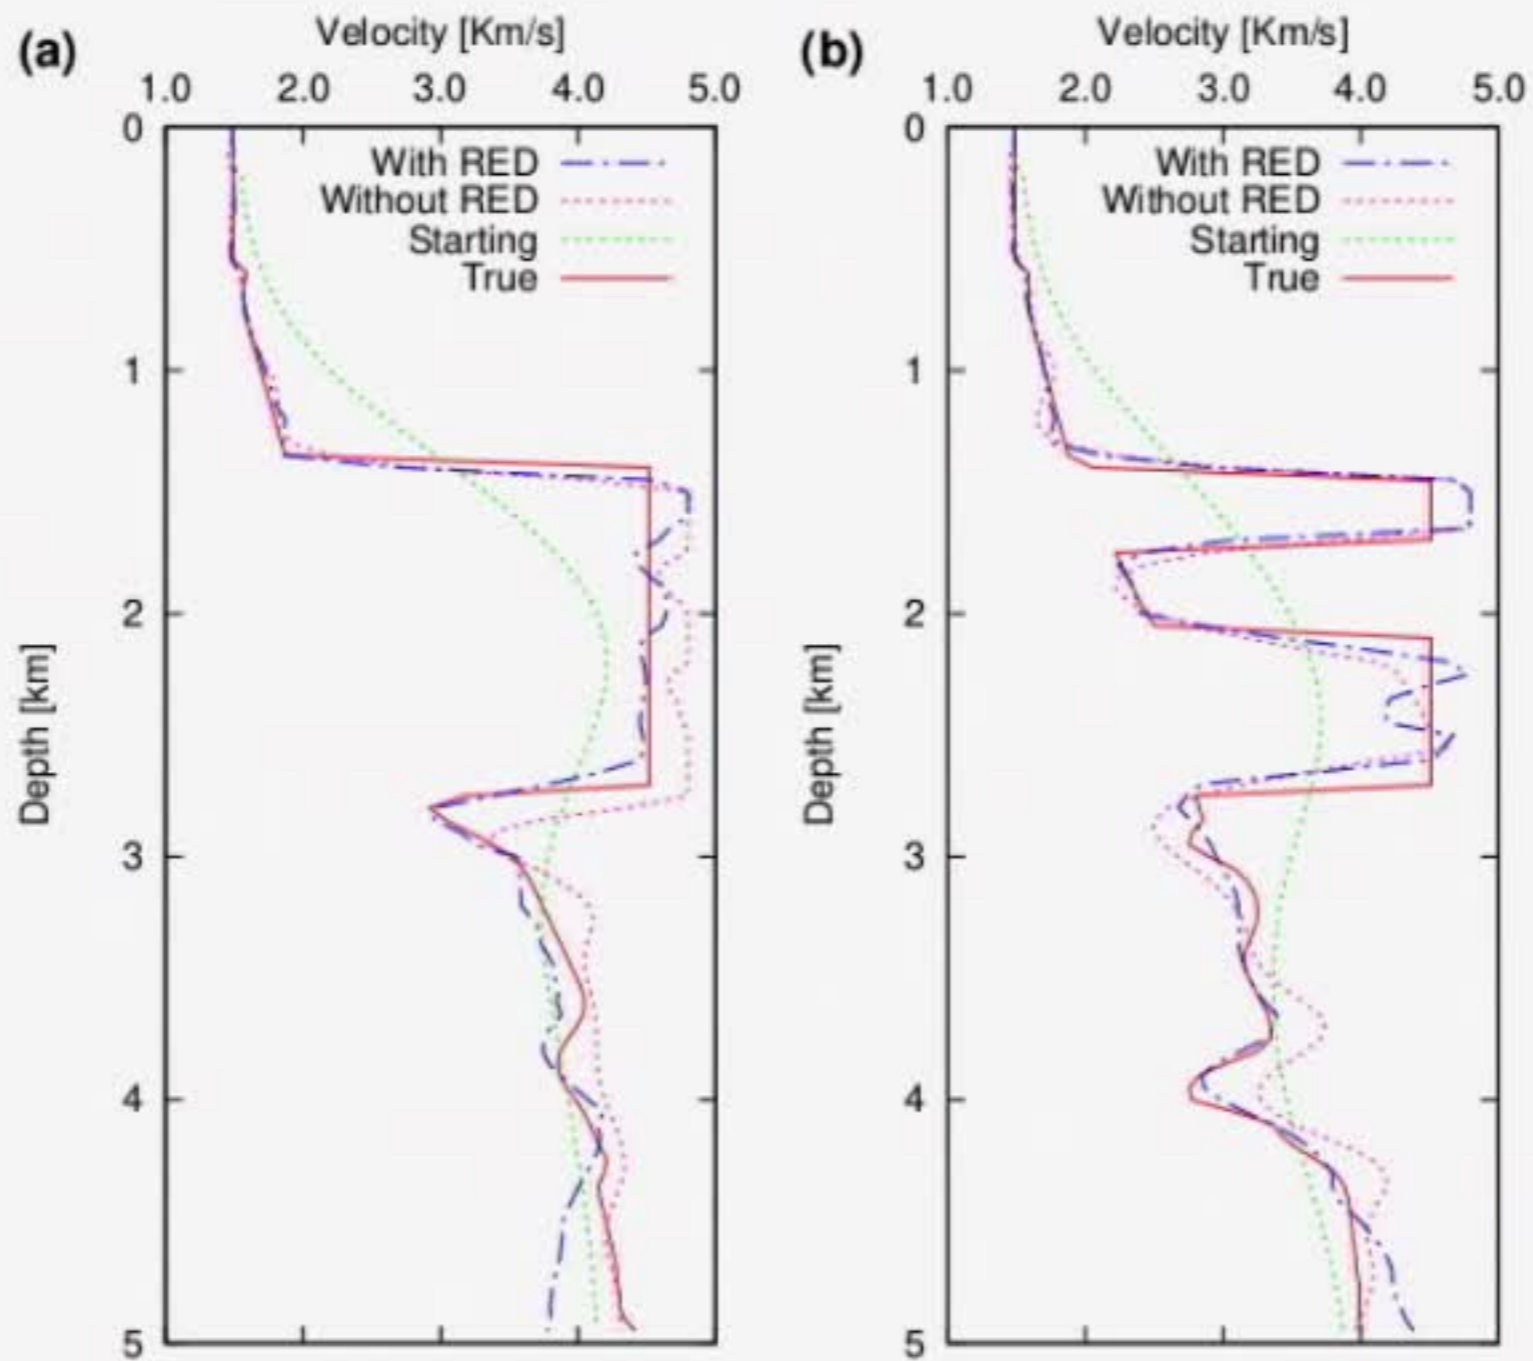 (a)
Velocity [Km/s]
1.0 2.0 3.0 4.0 5.0
0
With RED
Without RED
Starting
True
1
2
Depth [km]
3
4
5
(b)
Velocity [Km/s]
1.0 2.0 3.0 4.0 5.0
0
With RED
Without RED
Starting
True
1
2
Depth [km]
3
4
5